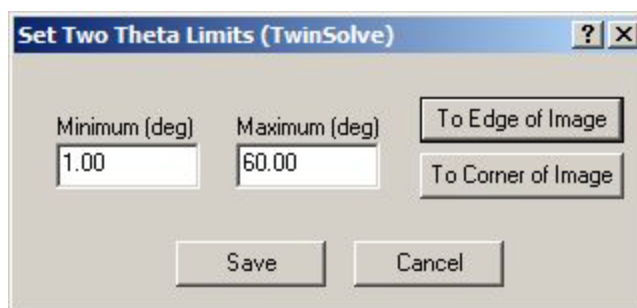 Set Two Theta Limits (TwinSolve)
Minimum (deg)
Maximum (deg)
To Edge of Image
1.00
60.00
To Corner of Image
Save
Cancel